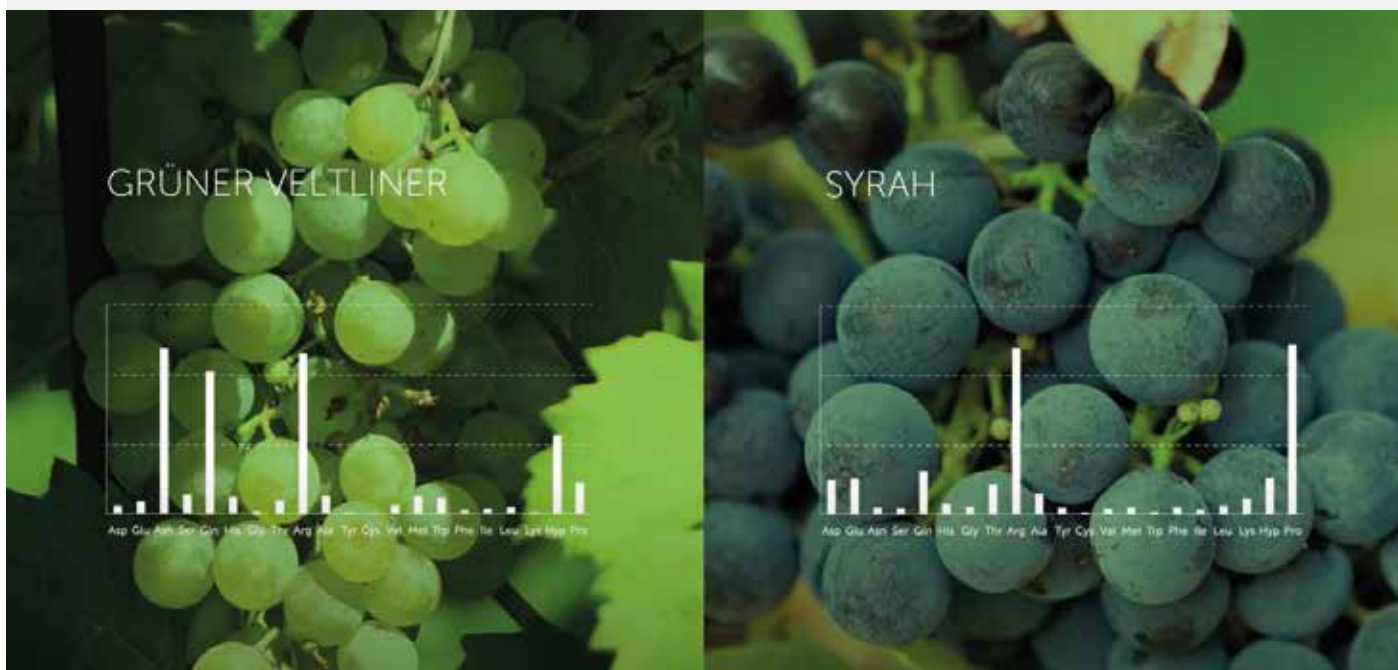 GRÜNER VELTLINER
Asp Glu Asn Ser Gln His Gly Thr Arg Ala Tyr Cys Val Met Trp Phe Ile Leu Lys Hyp Pro
SYRAH
Asp Glu Asn Ser Gln His Gly Thr Arg Ala Tyr Cys Val Met Trp Phe Ile Leu Lys Hyp Pro